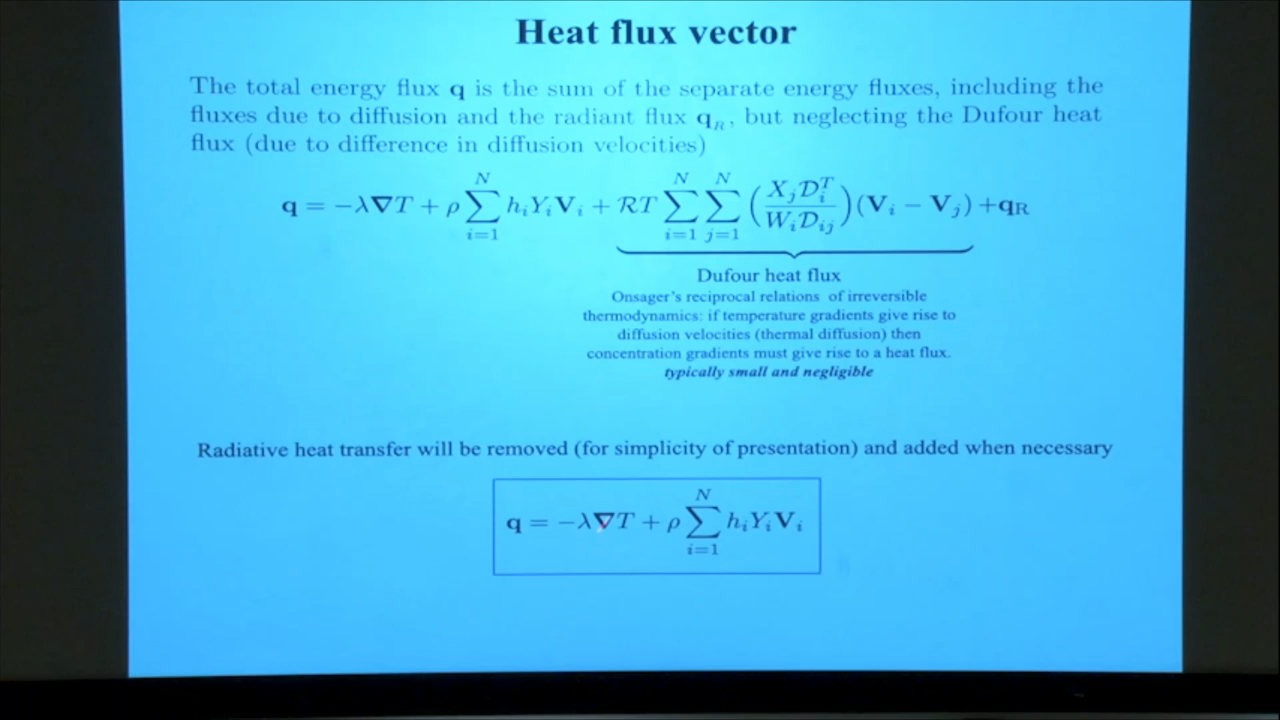 Heat flux vector
The total energy flux q is the sum of the separate energy fluxes, including the
fluxes due to diffusion and the radiant flux q_R, but neglecting the Dufour heat
flux (due to difference in diffusion velocities)
q = −λ∇T + ρ ∑_{i=1}^{N} h_i Y_i V_i + RT ∑_{i=1}^{N} ∑_{j=1}^{N} (X_j D_i^T / W_i D_{ij}) (V_i − V_j) + q_R
Dufour heat flux
Onsager's reciprocal relations of irreversible
thermodynamics: if temperature gradients give rise to
diffusion velocities (thermal diffusion) then
concentration gradients must give rise to a heat flux.
typically small and negligible
Radiative heat transfer will be removed (for simplicity of presentation) and added when necessary
q = −λ∇T + ρ ∑_{i=1}^{N} h_i Y_i V_i